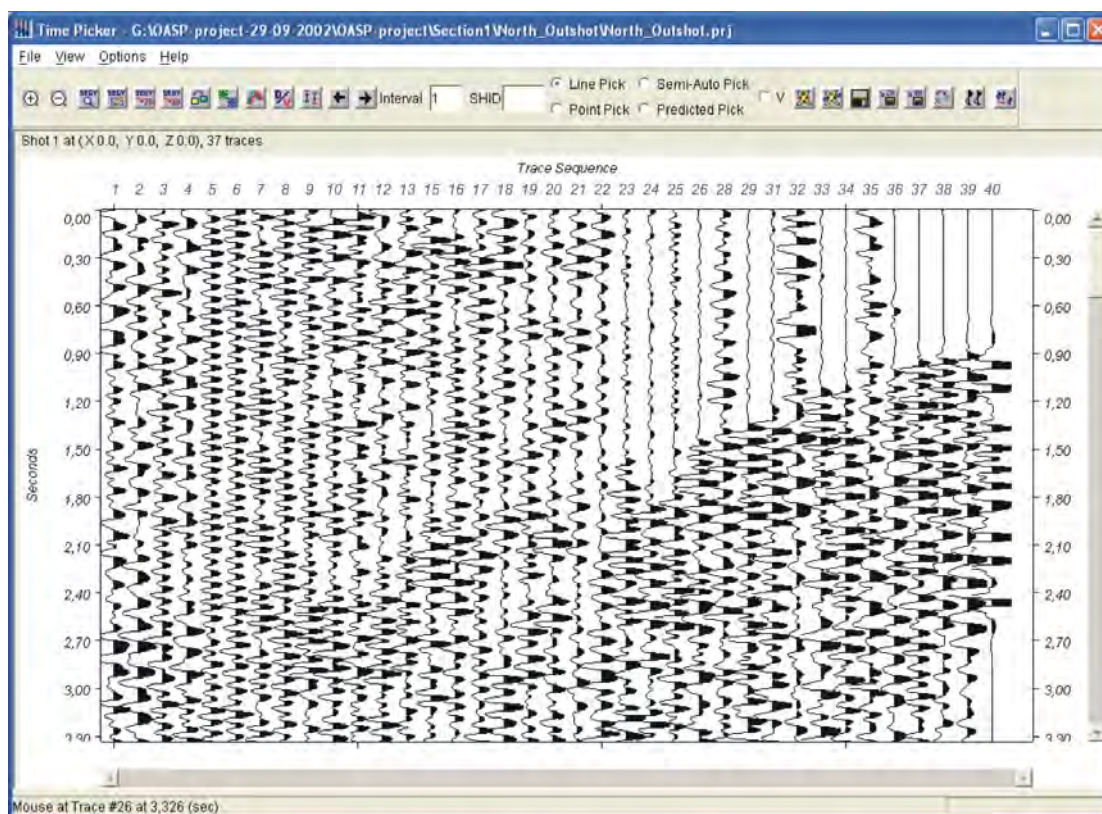 Time Picker - G:\OASP-project-29-09-2002\OASP-project\Section1\North_Outshot\North_Outshot.prj
File View Options Help
Interval 1 SHID Line Pick Semi-Auto Pick V
Point Pick Predicted Pick
Shot 1 at (X 0.0, Y 0.0, Z 0.0), 37 traces
Trace Sequence
1 2 3 4 5 6 7 8 9 10 11 12 13 15 16 17 18 19 20 21 22 23 24 25 26 28 29 31 32 33 34 35 36 37 38 39 40
0,00 0,00
0,30 0,30
0,60 0,60
0,90 0,90
1,20 1,20
1,50 1,50
Seconds
1,80 1,80
2,10 2,10
2,40 2,40
2,70 2,70
3,00 3,00
3,30 3,30
Mouse at Trace #26 at 3,326 (sec)